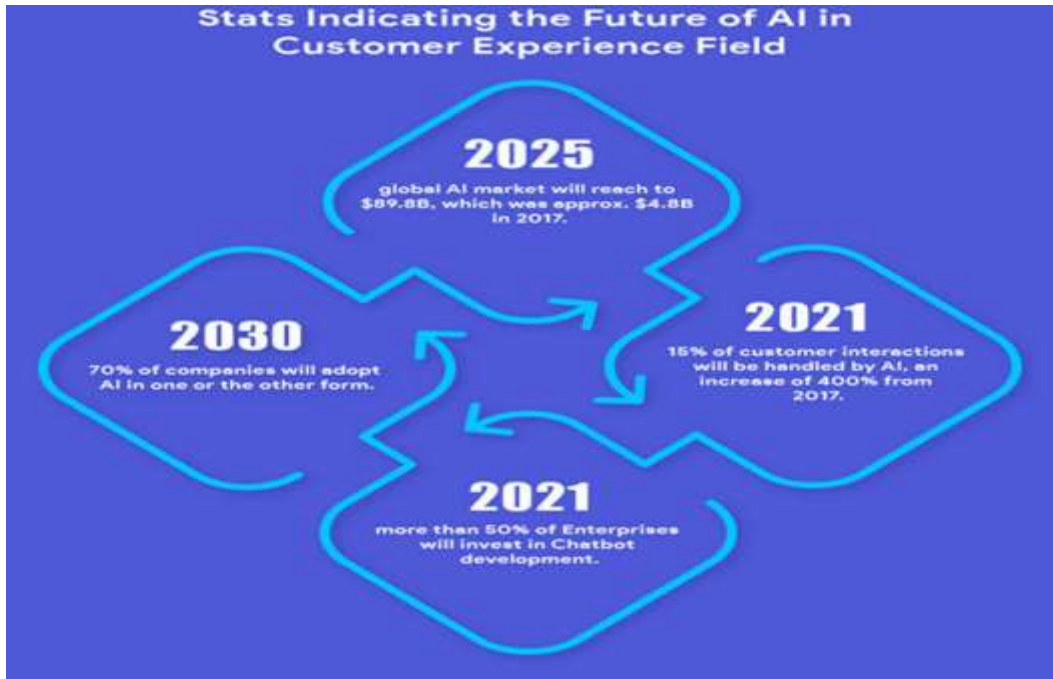 Stats Indicating the Future of AI in
Customer Experience Field
2025
global AI market will reach to
$89.8B, which was approx. $4.8B
in 2017.
2030
70% of companies will adopt
AI in one or the other form.
2021
15% of customer interactions
will be handled by AI, an
increase of 400% from
2017.
2021
more than 50% of Enterprises
will invest in Chatbot
development.